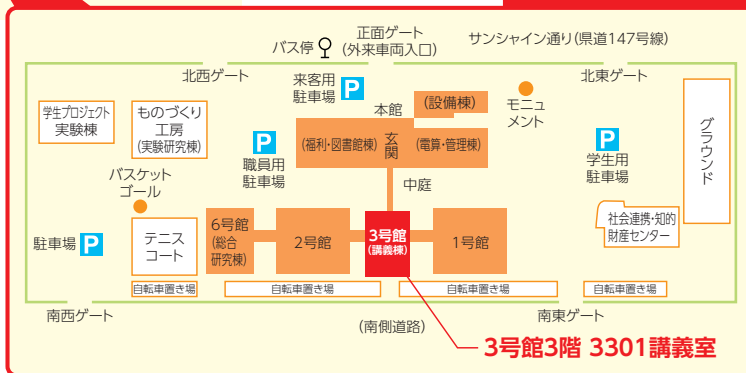 正面ゲート
(外来車両入口)
バス停
サンシャイン通り(県道147号線)
北西ゲート
来客用
駐車場
P
北東ゲート
本館
(設備棟)
モニュ
メント
学生プロジェクト
実験棟
ものづくり
工房
(実験研究棟)
P
職員用
駐車場
(福利・図書館棟)
玄関
(電算・管理棟)
P
学生用
駐車場
グラウンド
バスケット
ゴール
中庭
駐車場 P
テニス
コート
6号館
(総合
研究棟)
2号館
3号館
(講義棟)
1号館
社会連携・知的
財産センター
自転車置き場
自転車置き場
自転車置き場
自転車置き場
南西ゲート
(南側道路)
南東ゲート
3号館3階 3301講義室